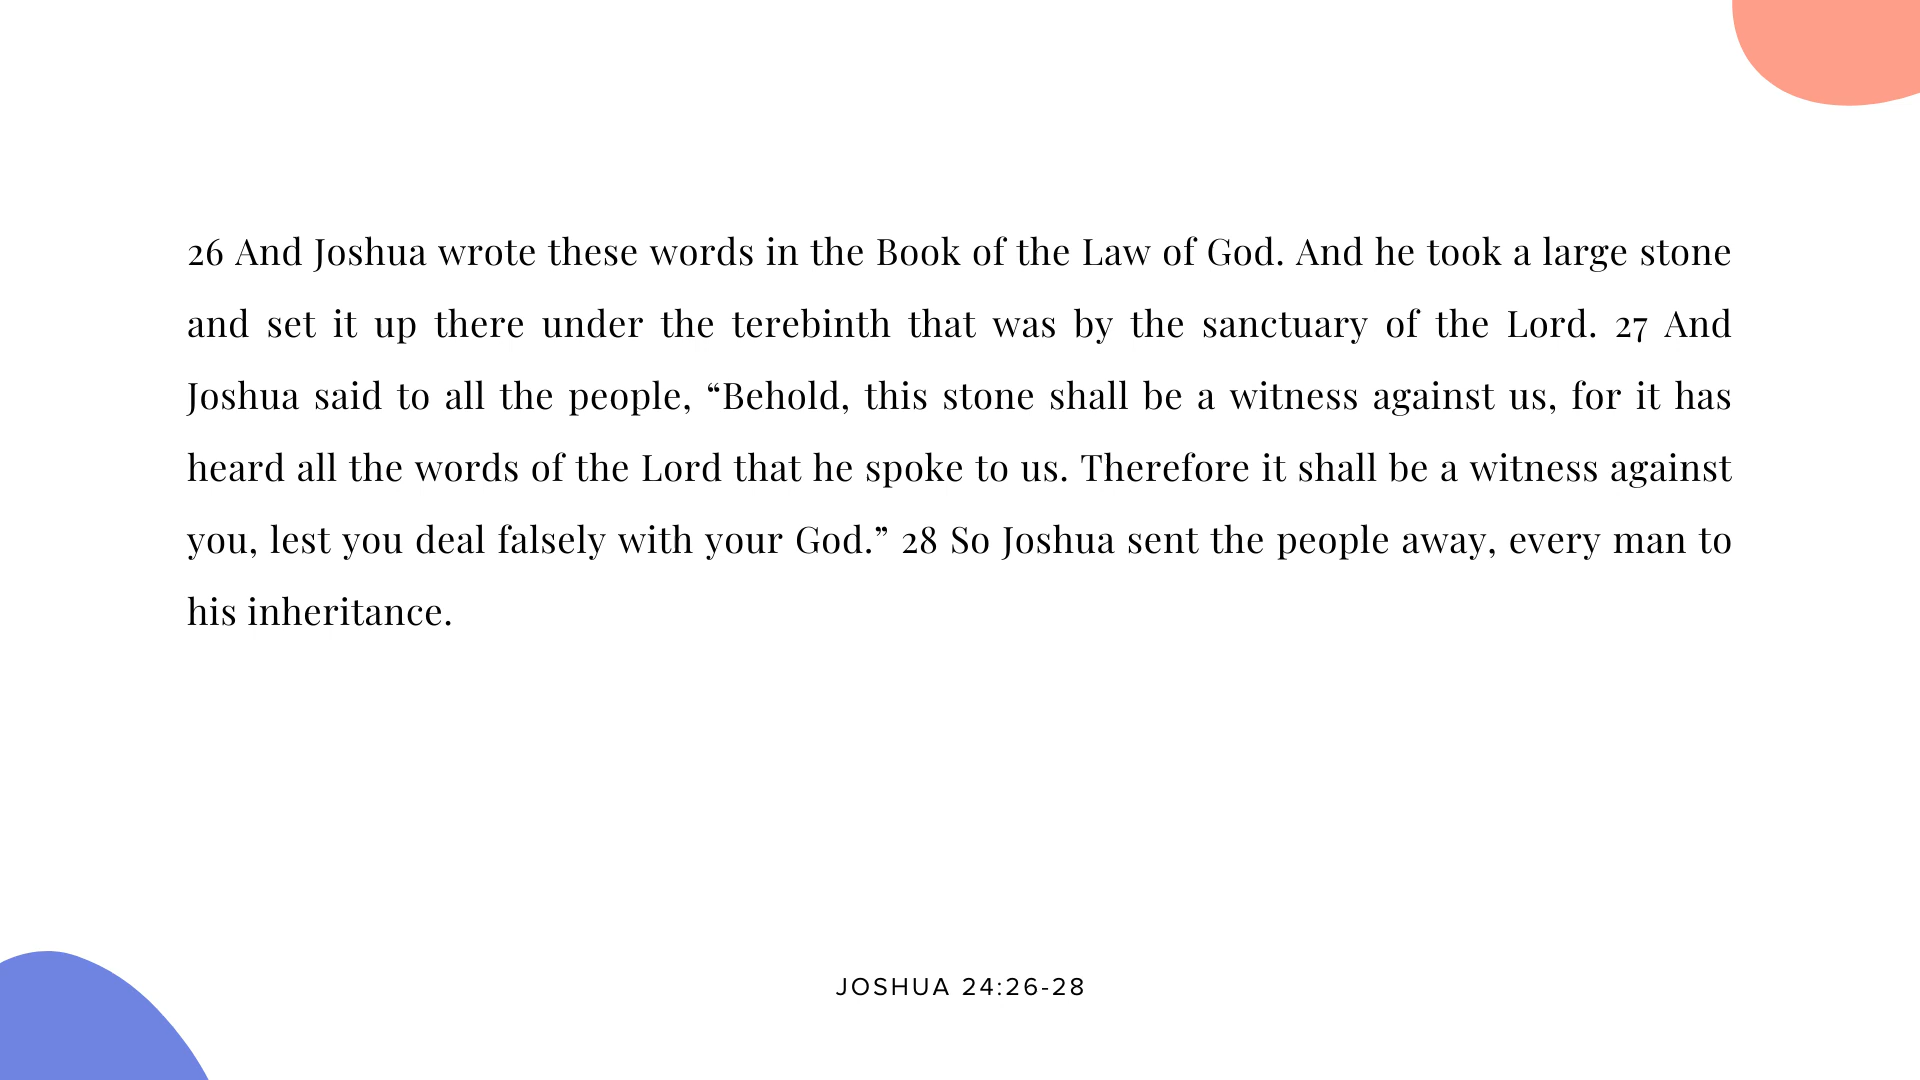 26 And Joshua wrote these words in the Book of the Law of God. And he took a large stone
and set it up there under the terebinth that was by the sanctuary of the Lord. 27 And
Joshua said to all the people, “Behold, this stone shall be a witness against us, for it has
heard all the words of the Lord that he spoke to us. Therefore it shall be a witness against
you, lest you deal falsely with your God.” 28 So Joshua sent the people away, every man to
his inheritance.
JOSHUA 24:26-28